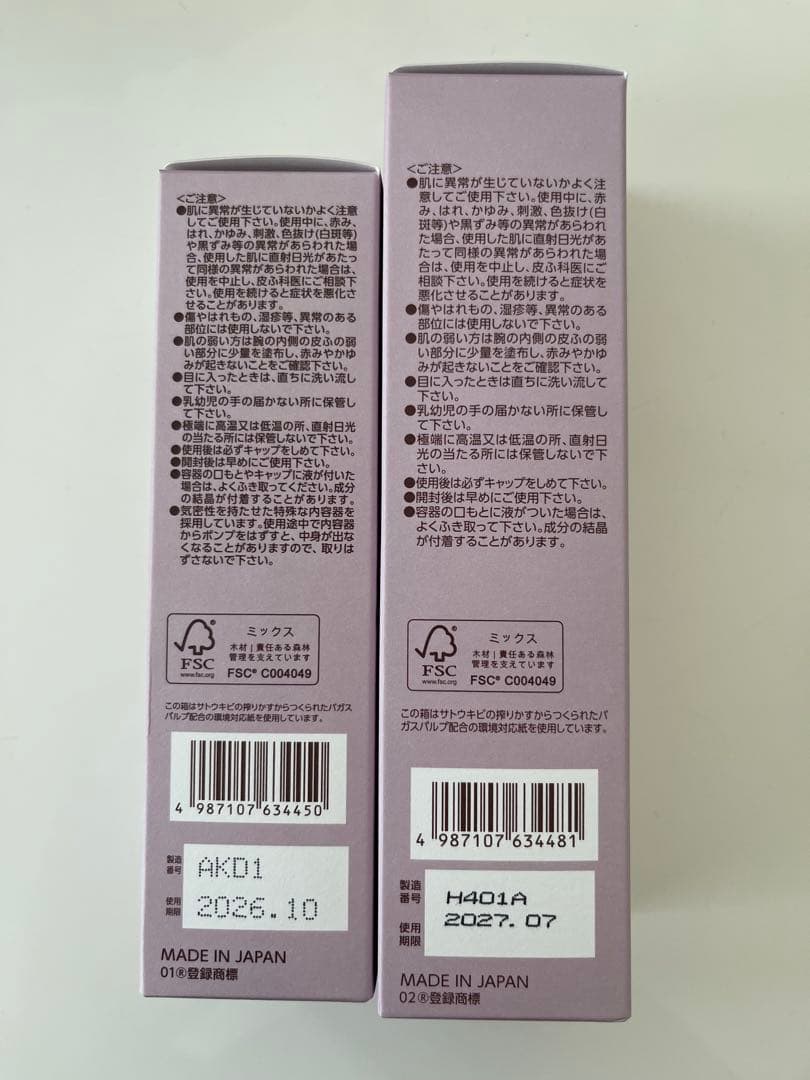 <ご注意>
●肌に異常が生じていないかよく注意
してご使用下さい。使用中に、赤み、
はれ、かゆみ、刺激、色抜け(白斑等)
や黒ずみ等の異常があらわれた場
合、使用した肌に直射日光があたっ
て同様の異常があらわれた場合は、
使用を中止し、皮ふ科医にご相談下
さい。使用を続けると症状を悪化さ
せることがあります。
●傷やはれもの、湿疹等、異常のある
部位には使用しないで下さい。
●肌の弱い方は腕の内側の皮ふの弱
い部分に少量を塗布し、赤みやかゆ
みが起きないことをご確認下さい。
●目に入ったときは、直ちに洗い流し
て下さい。
●乳幼児の手の届かない所に保管し
て下さい。
●極端に高温又は低温の所、直射日光
の当たる所には保管しないで下さい。
●使用後は必ずキャップをしめて下さい。
●開封後は早めにご使用下さい。
●容器の口もとやキャップに液が付いた
場合は、よくふき取ってください。成分
の結晶が付着することがあります。
●気密性を持たせた特殊な内容器を
採用しています。使用途中で内容器
からポンプをはずすと、中身が出な
くなることがありますので、取りは
ずさないで下さい。
FSC
www.fsc.org
ミックス
木材｜責任ある森林
管理を支えています
FSC® C004049
この箱はサトウキビの搾りかすからつくられたバガス
パルプ配合の環境対応紙を使用しています。
4 987107 634450
製造
番号
AKD1
使用
期限
2026.10
MADE IN JAPAN
01®登録商標
<ご注意>
●肌に異常が生じていないかよく注
意してご使用下さい。使用中に、赤
み、はれ、かゆみ、刺激、色抜け(白
斑等)や黒ずみ等の異常があらわれ
た場合、使用した肌に直射日光があ
たって同様の異常があらわれた場
合は、使用を中止し、皮ふ科医にご
相談下さい。使用を続けると症状を
悪化させることがあります。
●傷やはれもの、湿疹等、異常のある
部位には使用しないで下さい。
●肌の弱い方は腕の内側の皮ふの弱
い部分に少量を塗布し、赤みやかゆ
みが起きないことをご確認下さい。
●目に入ったときは直ちに洗い流して
下さい。
●乳幼児の手の届かない所に保管し
て下さい。
●極端に高温又は低温の所、直射日
光の当たる所には保管しないで下
さい。
●使用後は必ずキャップをしめて下さい。
●開封後は早めにご使用下さい。
●容器の口もとに液がついた場合は、
よくふき取って下さい。成分の結晶
が付着することがあります。
FSC
www.fsc.org
ミックス
木材｜責任ある森林
管理を支えています
FSC® C004049
この箱はサトウキビの搾りかすからつくられたバ
ガスパルプ配合の環境対応紙を使用しています。
4 987107 634481
製造
番号
H401A
使用
期限
2027.07
MADE IN JAPAN
02®登録商標